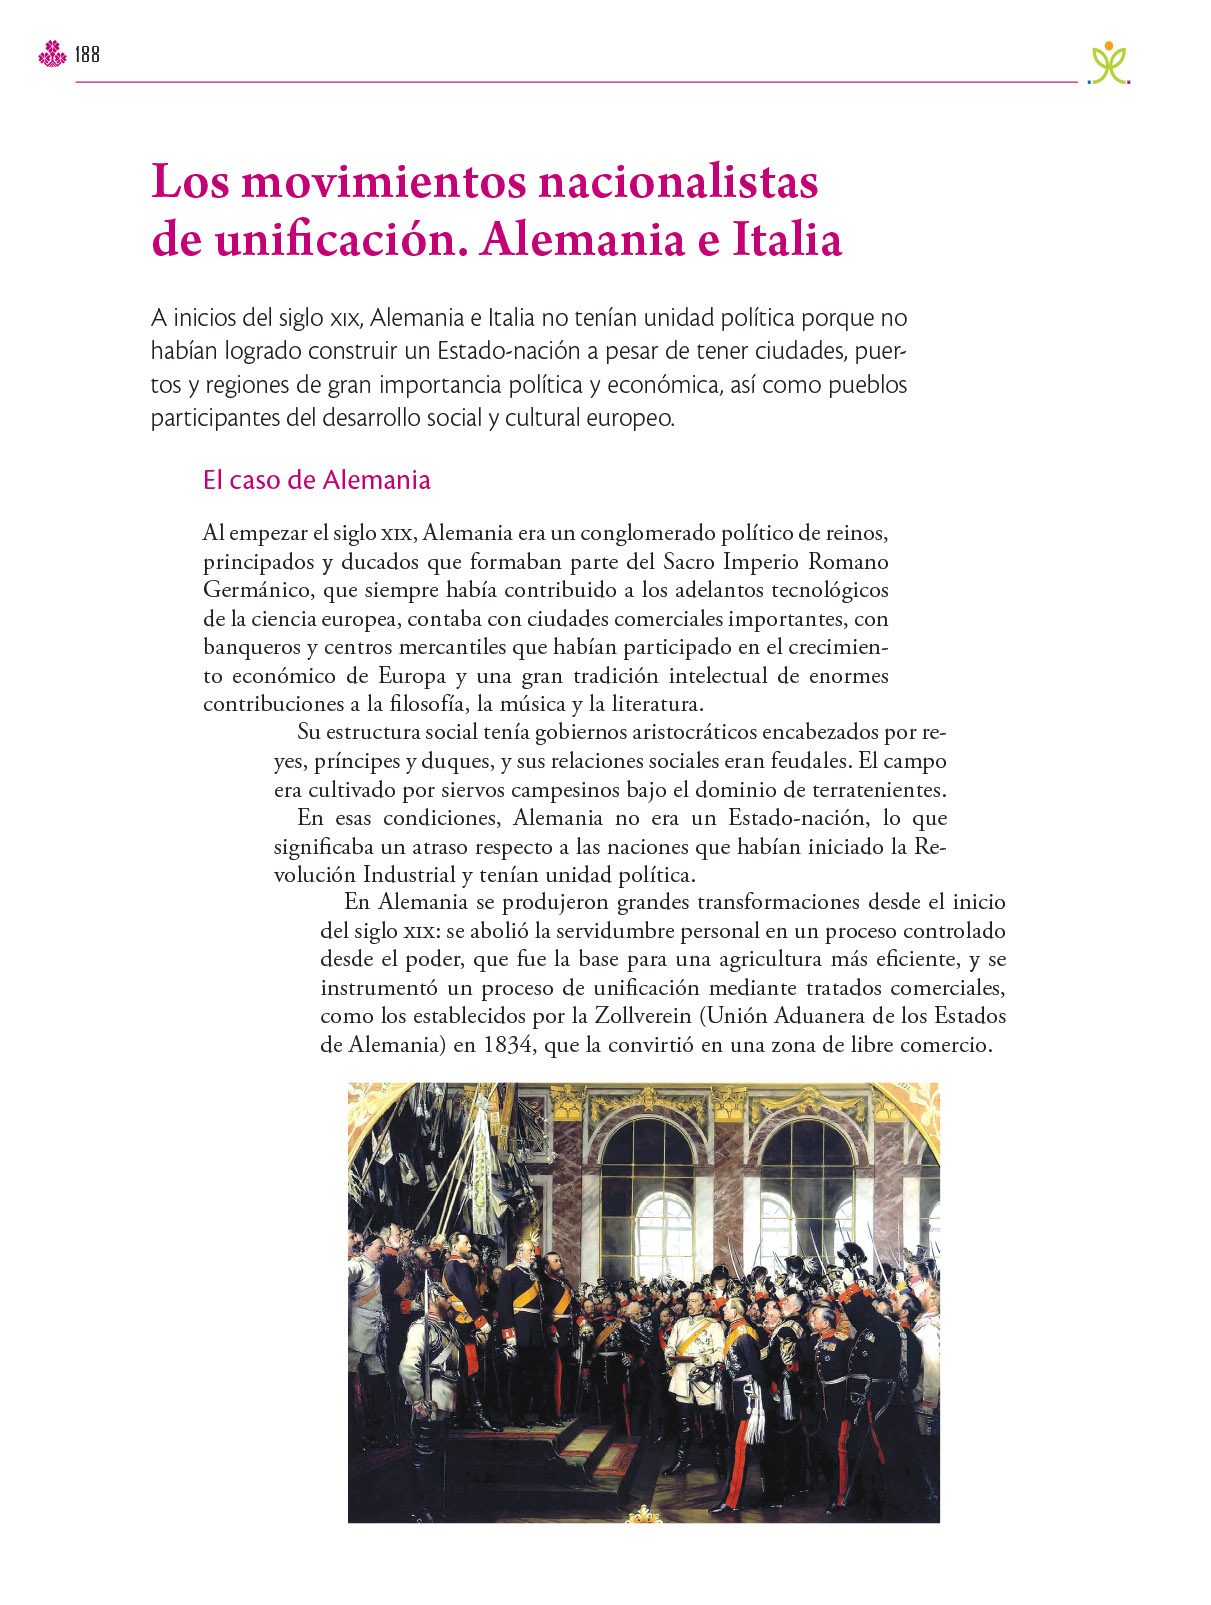 188
Los movimientos nacionalistas
de unificación. Alemania e Italia
A inicios del siglo XIX, Alemania e Italia no tenían unidad política porque no
habían logrado construir un Estado-nación a pesar de tener ciudades, puer-
tos y regiones de gran importancia política y económica, así como pueblos
participantes del desarrollo social y cultural europeo.
El caso de Alemania
Al empezar el siglo XIX, Alemania era un conglomerado político de reinos,
principados y ducados que formaban parte del Sacro Imperio Romano
Germánico, que siempre había contribuido a los adelantos tecnológicos
de la ciencia europea, contaba con ciudades comerciales importantes, con
banqueros y centros mercantiles que habían participado en el crecimien-
to económico de Europa y una gran tradición intelectual de enormes
contribuciones a la filosofía, la música y la literatura.
Su estructura social tenía gobiernos aristocráticos encabezados por re-
yes, príncipes y duques, y sus relaciones sociales eran feudales. El campo
era cultivado por siervos campesinos bajo el dominio de terratenientes.
En esas condiciones, Alemania no era un Estado-nación, lo que
significaba un atraso respecto a las naciones que habían iniciado la Re-
volución Industrial y tenían unidad política.
En Alemania se produjeron grandes transformaciones desde el inicio
del siglo XIX: se abolió la servidumbre personal en un proceso controlado
desde el poder, que fue la base para una agricultura más eficiente, y se
instrumentó un proceso de unificación mediante tratados comerciales,
como los establecidos por la Zollverein (Unión Aduanera de los Estados
de Alemania) en 1834, que la convirtió en una zona de libre comercio.